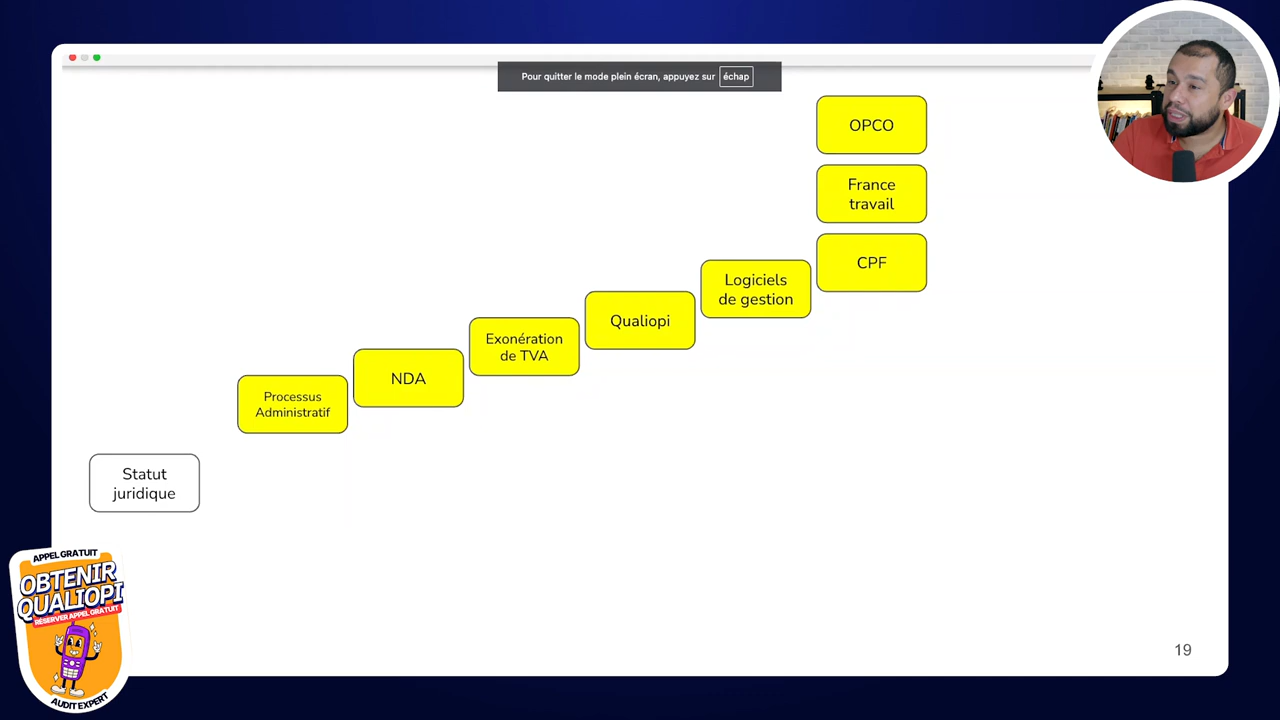 Pour quitter le mode plein écran, appuyez sur échap
OPCO
France
travail
CPF
Logiciels
de gestion
Qualiopi
Exonération
de TVA
NDA
Processus
Administratif
Statut
juridique
APPEL GRATUIT
OBTENIR
QUALIOPI
RÉSERVER APPEL GRATUIT
AUDIT EXPERT
19